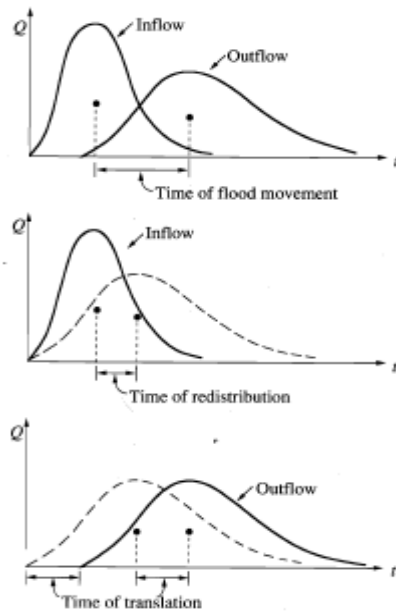 Q
Inflow
Outflow
t
Time of flood movement
Q
Inflow
t
Time of redistribution
Q
Outflow
t
Time of translation